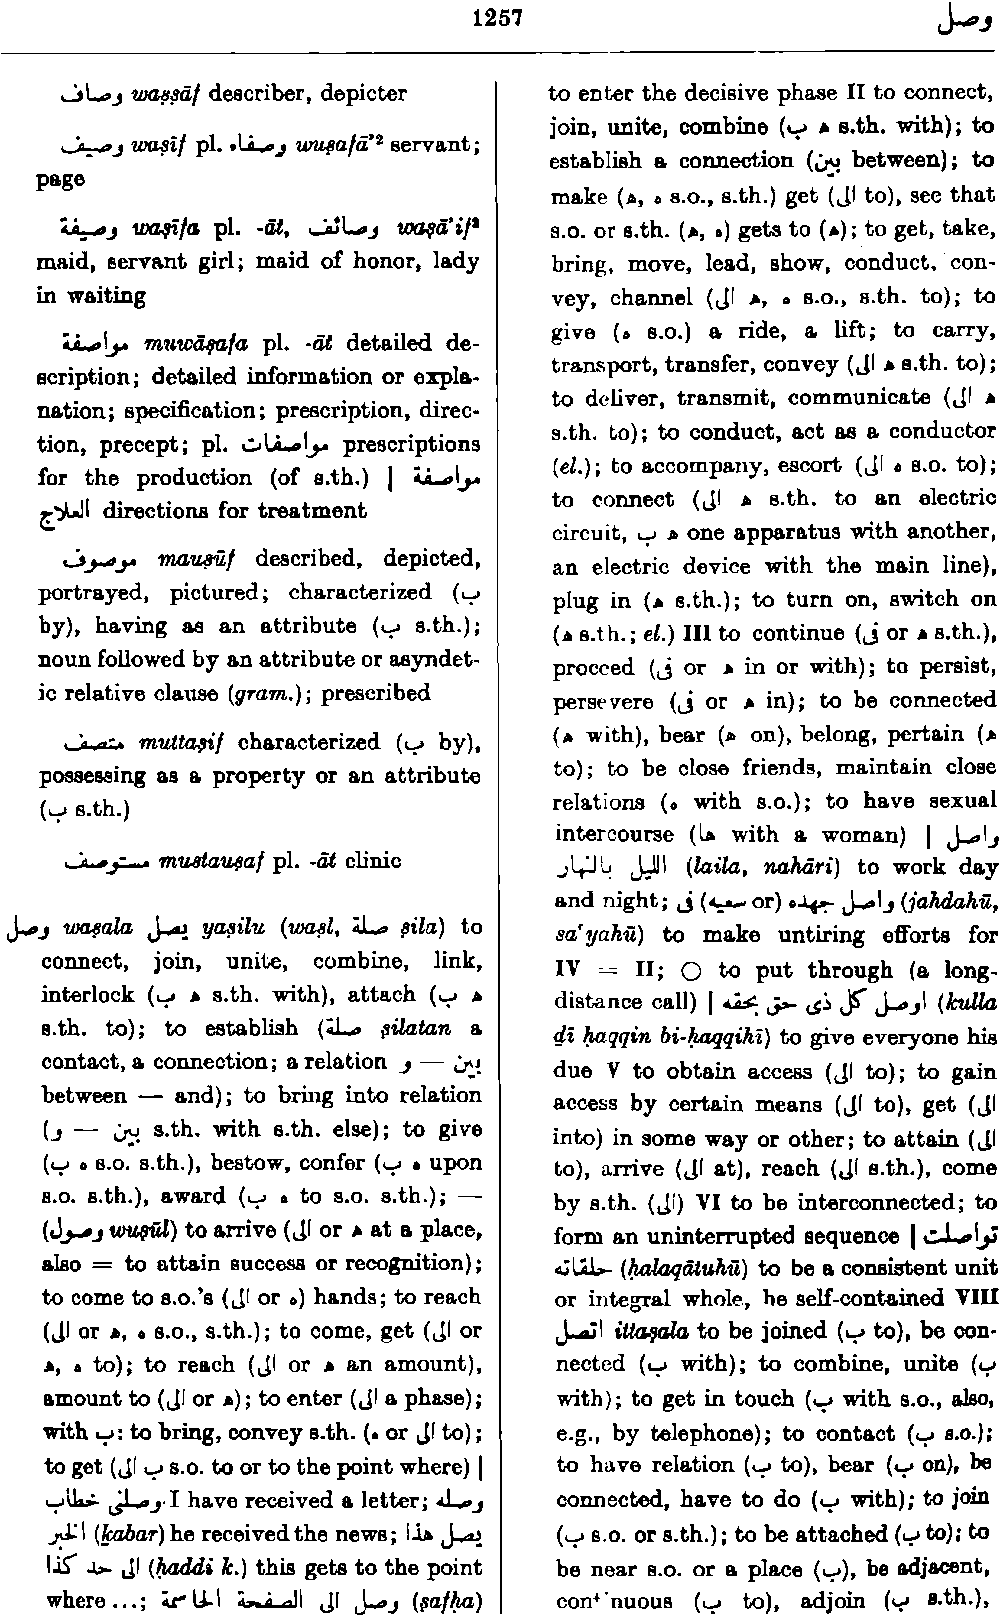 1257
وصل
وصاف waṣṣāf describer, depicter
وصيف waṣīf pl. وصفاء wuṣafā’² servant;
page
وصيفة waṣīfa pl. -āt, وصائف waṣā’if²
maid, servant girl; maid of honor, lady
in waiting
مواصفة muwāṣafa pl. -āt detailed de-
scription; detailed information or expla-
nation; specification; prescription, direc-
tion, precept; pl. مواصفات prescriptions
for the production (of s.th.) | مواصفة
العلاج directions for treatment
موصوف mauṣūf described, depicted,
portrayed, pictured; characterized (ب
by), having as an attribute (ب s.th.);
noun followed by an attribute or asyndet-
ic relative clause (gram.); prescribed
متصف muttaṣif characterized (ب by),
possessing as a property or an attribute
(ب s.th.)
مستوصف mustauṣaf pl. -āt clinic
وصل waṣala يصل yaṣilu (waṣl, صلة ṣila) to
connect, join, unite, combine, link,
interlock (ه ب s.th. with), attach (ه ب
s.th. to); to establish (صلة ṣilatan a
contact, a connection; a relation بين — و
between — and); to bring into relation
(بين — و s.th. with s.th. else); to give
(ه ب s.o. s.th.), bestow, confer (ه ب upon
s.o. s.th.), award (ه ب to s.o. s.th.); —
(وصول wuṣūl) to arrive (الى or ه at a place,
also = to attain success or recognition);
to come to s.o.’s (الى or ه) hands; to reach
(الى or ه, ه s.o., s.th.); to come, get (الى or
ه, ه to); to reach (الى or ه an amount),
amount to (الى or ه); to enter (الى a phase);
with ب: to bring, convey s.th. (ه or الى to);
to get (ب الى s.o. to or to the point where) |
وصلنى خطاب I have received a letter; وصله
الخبر (ḵabar) he received the news; يصل هذا
الى حد كذا (ḥaddi k.) this gets to the point
where ...; وصل الى الصفحة الخاتمة (ṣafḥa)
to enter the decisive phase II to connect,
join, unite, combine (ه ب s.th. with); to
establish a connection (بين between); to
make (ه, ه s.o., s.th.) get (الى to), see that
s.o. or s.th. (ه, ه) gets to (ه); to get, take,
bring, move, lead, show, conduct, con-
vey, channel (ه, ه الى s.o., s.th. to); to
give (ه s.o.) a ride, a lift; to carry,
transport, transfer, convey (ه الى s.th. to);
to deliver, transmit, communicate (ه الى
s.th. to); to conduct, act as a conductor
(el.); to accompany, escort (ه الى s.o. to);
to connect (ه الى s.th. to an electric
circuit, ه ب one apparatus with another,
an electric device with the main line),
plug in (ه s.th.); to turn on, switch on
(ه s.th.; el.) III to continue (فى or ه s.th.),
proceed (فى or ه in or with); to persist,
persevere (فى or ه in); to be connected
(ه with), bear (ه on), belong, pertain (ه
to); to be close friends, maintain close
relations (ه with s.o.); to have sexual
intercourse (ها with a woman) | واصل
الليل بالنهار (laila, nahāri) to work day
and night; واصل جهده (or سعيه) فى (jahdahū,
sa‘yahū) to make untiring efforts for
IV = II; ○ to put through (a long-
distance call) | اوصل كل ذى حق بحقه (kulla
ḏī ḥaqqin bi-ḥaqqihī) to give everyone his
due V to obtain access (الى to); to gain
access by certain means (الى to), get (الى
into) in some way or other; to attain (الى
to), arrive (الى at), reach (الى s.th.), come
by s.th. (الى) VI to be interconnected; to
form an uninterrupted sequence | تواصلت
حلقاته (ḥalaqātuhū) to be a consistent unit
or integral whole, be self-contained VIII
اتصل ittaṣala to be joined (ب to), be con-
nected (ب with); to combine, unite (ب
with); to get in touch (ب with s.o., also,
e.g., by telephone); to contact (ب s.o.);
to have relation (ب to), bear (ب on), be
connected, have to do (ب with); to join
(ب s.o. or s.th.); to be attached (ب to); to
be near s.o. or a place (ب), be adjacent,
continuous (ب to), adjoin (ب s.th.),